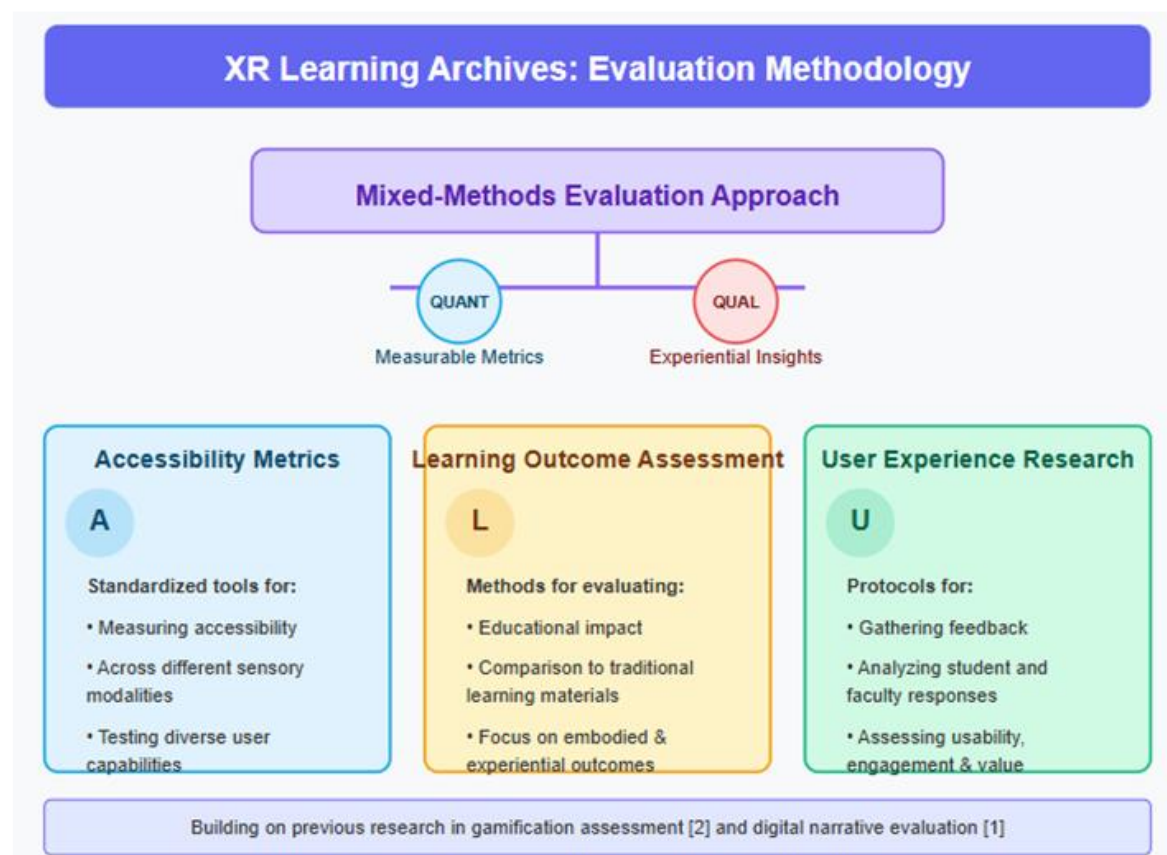 XR Learning Archives: Evaluation Methodology
Mixed-Methods Evaluation Approach
QUANT
QUAL
Measurable Metrics
Experiential Insights
Accessibility Metrics
A
Standardized tools for:
• Measuring accessibility
• Across different sensory
modalities
• Testing diverse user
capabilities
Learning Outcome Assessment
L
Methods for evaluating:
• Educational impact
• Comparison to traditional
learning materials
• Focus on embodied &
experiential outcomes
User Experience Research
U
Protocols for:
• Gathering feedback
• Analyzing student and
faculty responses
• Assessing usability,
engagement & value
Building on previous research in gamification assessment [2] and digital narrative evaluation [1]